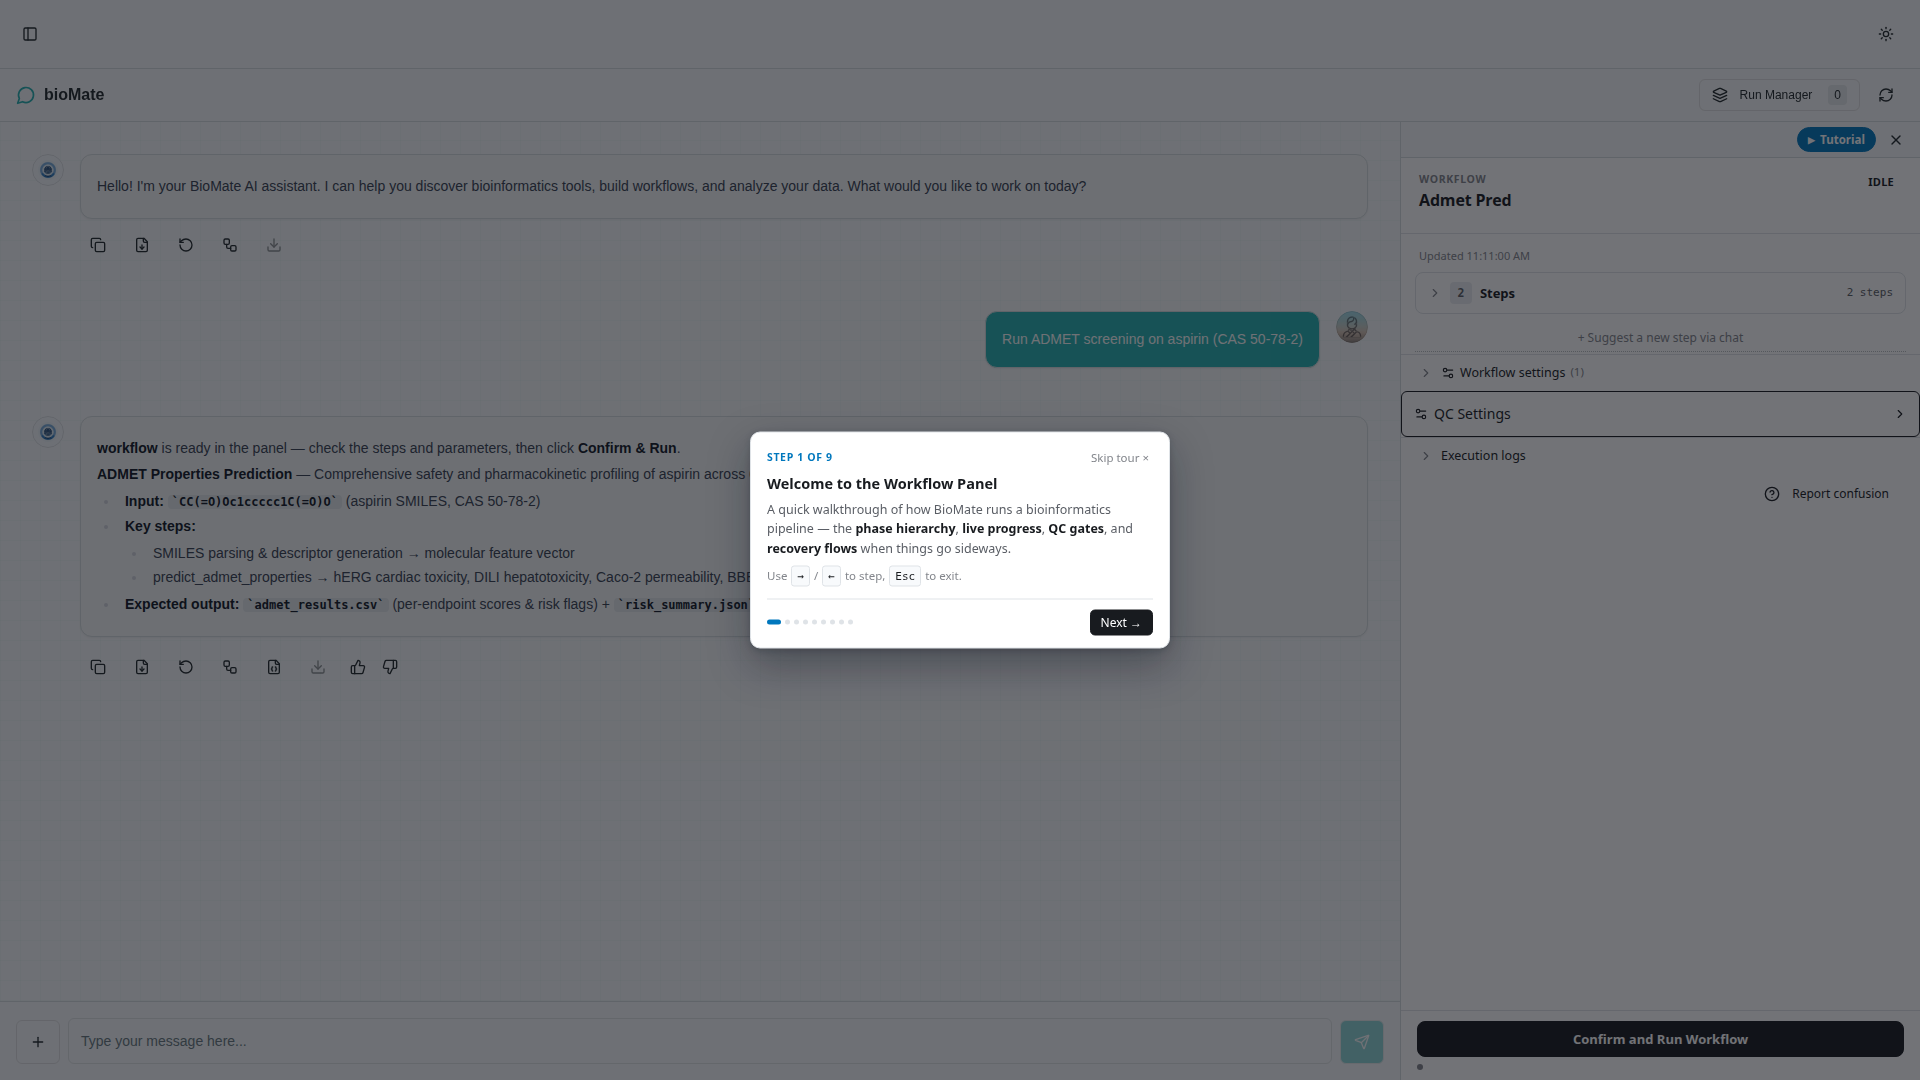 bioMate
Run Manager 0
Tutorial
Hello! I'm your BioMate AI assistant. I can help you discover bioinformatics tools, build workflows, and analyze your data. What would you like to work on today?
Run ADMET screening on aspirin (CAS 50-78-2)
workflow is ready in the panel — check the steps and parameters, then click Confirm & Run.
ADMET Properties Prediction — Comprehensive safety and pharmacokinetic profiling of aspirin across
Input: `CC(=O)Oc1ccccc1C(=O)O` (aspirin SMILES, CAS 50-78-2)
Key steps:
SMILES parsing & descriptor generation → molecular feature vector
predict_admet_properties → hERG cardiac toxicity, DILI hepatotoxicity, Caco-2 permeability, BBB
Expected output: `admet_results.csv` (per-endpoint scores & risk flags) + `risk_summary.json`
STEP 1 OF 9
Skip tour ×
Welcome to the Workflow Panel
A quick walkthrough of how BioMate runs a bioinformatics
pipeline — the phase hierarchy, live progress, QC gates, and
recovery flows when things go sideways.
Use → / ← to step, Esc to exit.
Next →
WORKFLOW
IDLE
Admet Pred
Updated 11:11:00 AM
2 Steps 2 steps
+ Suggest a new step via chat
Workflow settings (1)
QC Settings
Execution logs
Report confusion
Type your message here...
Confirm and Run Workflow